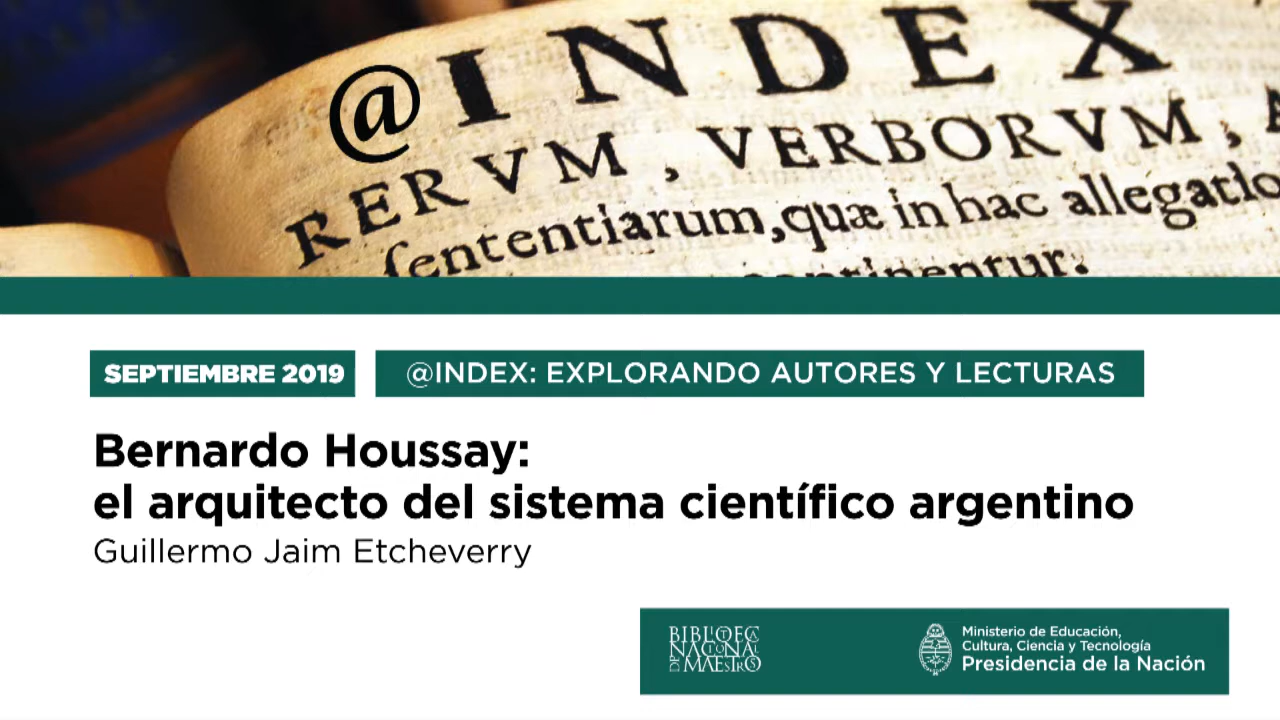 @INDEX
RERVM, VERBORVM, A
sententiarum, quæ in hac allegatio
continentur.
SEPTIEMBRE 2019
@INDEX: EXPLORANDO AUTORES Y LECTURAS
Bernardo Houssay:
el arquitecto del sistema científico argentino
Guillermo Jaim Etcheverry
BIBLIOTECA
NACIONAL
DE MAESTROS
Ministerio de Educación,
Cultura, Ciencia y Tecnología
Presidencia de la Nación